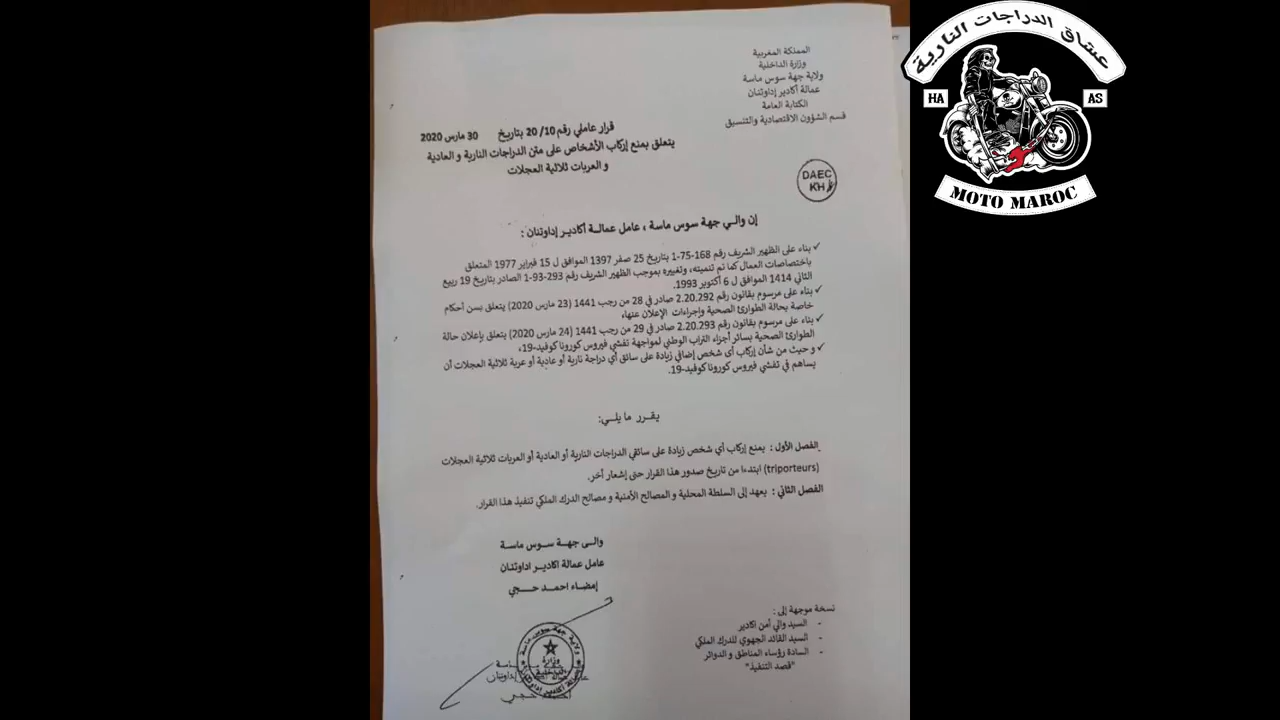 المملكة المغربية
وزارة الداخلية
ولاية جهة سوس ماسة
عمالة أكادير إداوتنان
الكتابة العامة
قسم الشؤون الاقتصادية والتنسيق
قرار عاملي رقم 10/ 20 بتاريخ 30 مارس 2020
يتعلق بمنع إركاب الأشخاص على متن الدراجات النارية و العادية
و العربات ثلاثية العجلات
DAEC
KH
إن والي جهة سوس ماسة ، عامل عمالة أكادير إداوتنان :
✓ بناء على الظهير الشريف رقم 168-75-1 بتاريخ 25 صفر 1397 الموافق ل 15 فبراير 1977 المتعلق
باختصاصات العمال كما تم تتميمته، وتغييره بموجب الظهير الشريف رقم 293-93-1 الصادر بتاريخ 19 ربيع
الثاني 1414 الموافق ل 6 أكتوبر 1993.
✓ بناء على مرسوم بقانون رقم 2.20.292 صادر في 28 من رجب 1441 (23 مارس 2020) يتعلق بسن أحكام
خاصة بحالة الطوارئ الصحية وإجراءات الإعلان عنها،
✓ بناء على مرسوم بقانون رقم 2.20.293 صادر في 29 من رجب 1441 (24 مارس 2020) يتعلق بإعلان حالة
الطوارئ الصحية بسائر أجزاء التراب الوطني لمواجهة تفشي فيروس كورونا كوفيد-19،
✓ و حيث من شأن إركاب أي شخص إضافي زيادة على سائق أي دراجة نارية أو عادية أو عربة ثلاثية العجلات أن
يساهم في تفشي فيروس كورونا كوفيد-19.
يقرر ما يلي:
الفصل الأول : يمنع إركاب أي شخص زيادة على سائقي الدراجات النارية أو العادية أو العربات ثلاثية العجلات
(triporteurs) ابتدءا من تاريخ صدور هذا القرار حتى إشعار أخر.
الفصل الثاني : يعهد إلى السلطة المحلية و المصالح الأمنية و مصالح الدرك الملكي تنفيذ هذا القرار.
والي جهة سوس ماسة
عامل عمالة اكادير اداوتنان
إمضاء احمد حجي
نسخة موجهة إلى :
- السيد والي أمن اكادير
- السيد القائد الجهوي للدرك الملكي
- السادة رؤساء المناطق و الدوائر
"قصد التنفيذ"
ولاية جهة سوس ماسة
وزارة
الداخلية
عشاق الدراجات النارية
HA
AS
MOTO MAROC